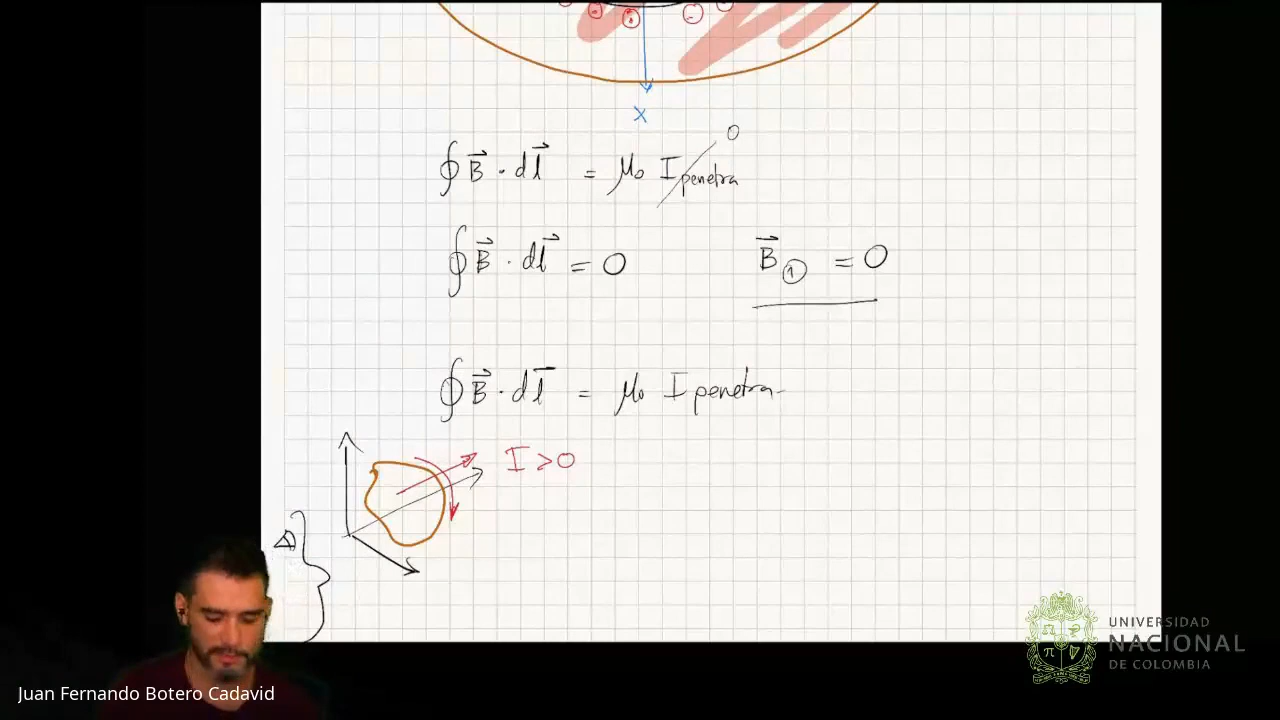 x
∮ B⃗ · dl⃗ = μ₀ I penetra 0
∮ B⃗ · dl⃗ = 0 B⃗ ① = 0
∮ B⃗ · dl⃗ = μ₀ I penetra
I > 0
UNIVERSIDAD
NACIONAL
DE COLOMBIA
Juan Fernando Botero Cadavid